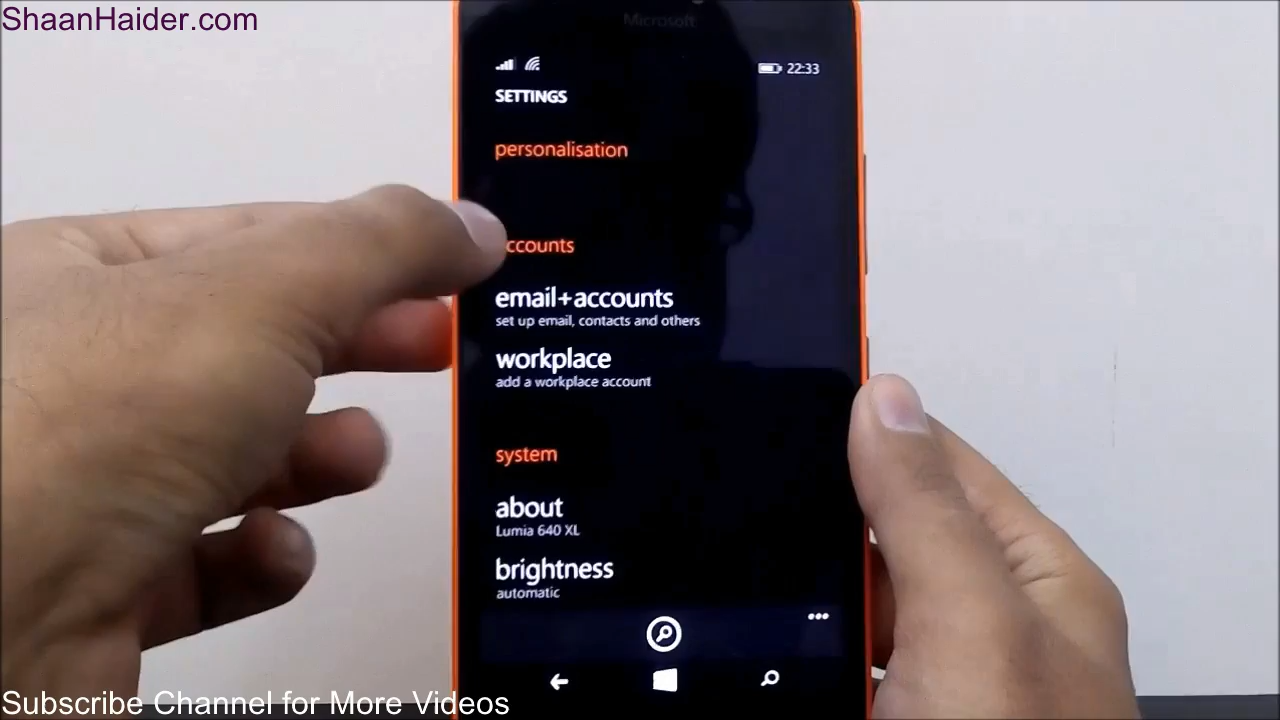 ShaanHaider.com
Microsoft
22:33
SETTINGS
personalisation
ccounts
email+accounts
set up email, contacts and others
workplace
add a workplace account
system
about
Lumia 640 XL
brightness
automatic
Subscribe Channel for More Videos